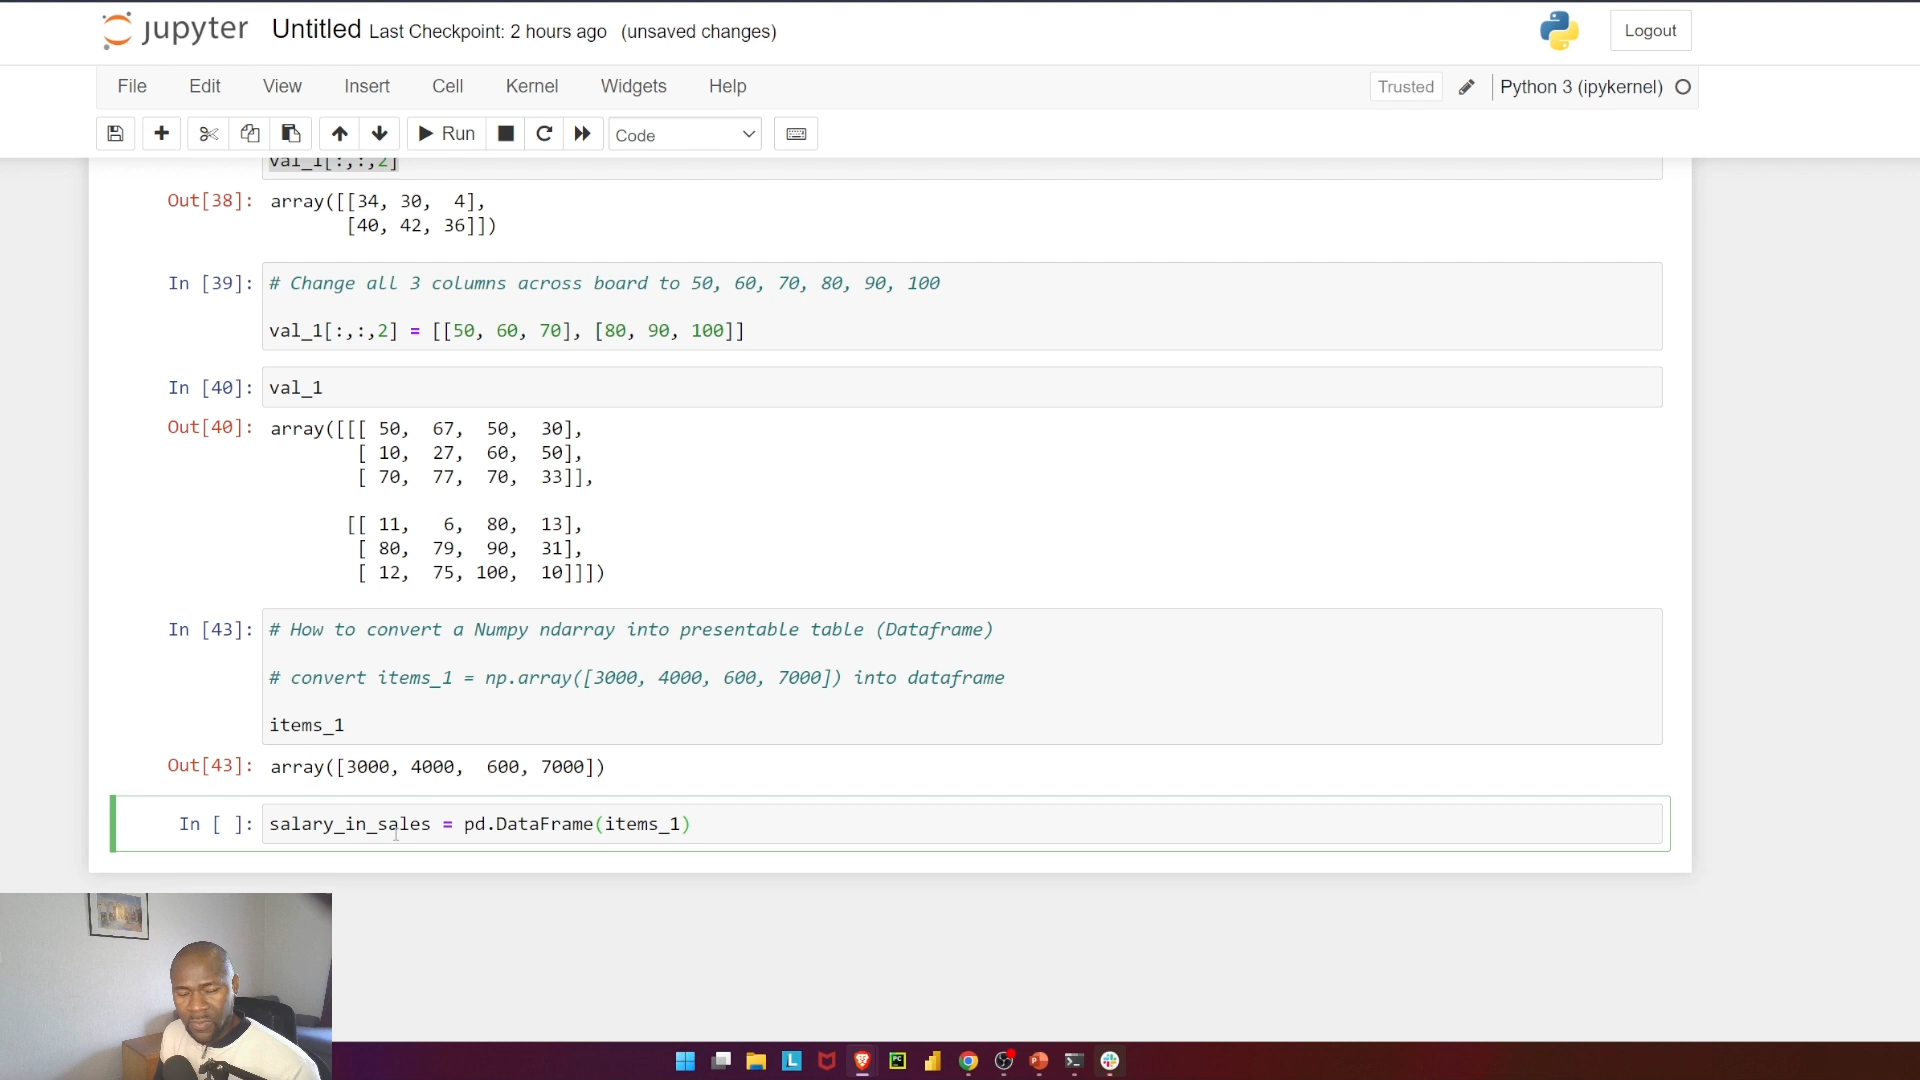 jupyter Untitled Last Checkpoint: 2 hours ago (unsaved changes) Logout
File Edit View Insert Cell Kernel Widgets Help Trusted Python 3 (ipykernel)
Run Code
val_1[:,:,2]
Out[38]: array([[34, 30, 4],
[40, 42, 36]])
In [39]: # Change all 3 columns across board to 50, 60, 70, 80, 90, 100
val_1[:,:,2] = [[50, 60, 70], [80, 90, 100]]
In [40]: val_1
Out[40]: array([[[ 50, 67, 50, 30],
[ 10, 27, 60, 50],
[ 70, 77, 70, 33]],
[[ 11, 6, 80, 13],
[ 80, 79, 90, 31],
[ 12, 75, 100, 10]]])
In [43]: # How to convert a Numpy ndarray into presentable table (Dataframe)
# convert items_1 = np.array([3000, 4000, 600, 7000]) into dataframe
items_1
Out[43]: array([3000, 4000, 600, 7000])
In [ ]: salary_in_sales = pd.DataFrame(items_1)
L PC P